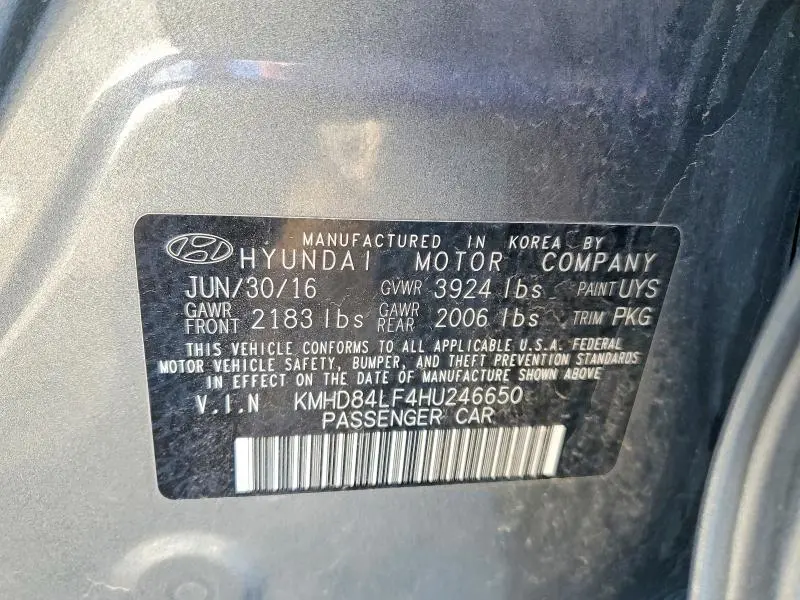 MANUFACTURED IN KOREA BY
HYUNDAI MOTOR COMPANY
JUN/30/16 GVWR 3924 lbs PAINT UYS
GAWR FRONT 2183 lbs GAWR REAR 2006 lbs TRIM PKG
THIS VEHICLE CONFORMS TO ALL APPLICABLE U.S.A. FEDERAL
MOTOR VEHICLE SAFETY, BUMPER, AND THEFT PREVENTION STANDARDS
IN EFFECT ON THE DATE OF MANUFACTURE SHOWN ABOVE
V.I.N KMHD84LF4HU246650
PASSENGER CAR